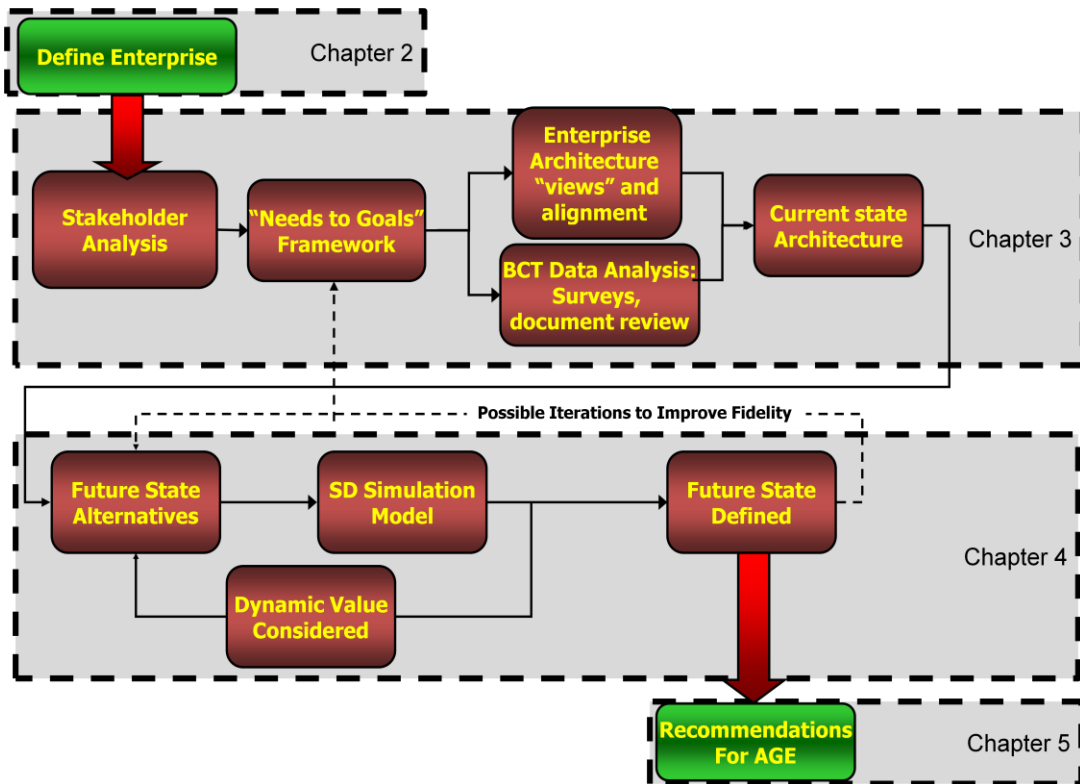 Define Enterprise
Chapter 2
Stakeholder
Analysis
“Needs to Goals”
Framework
Enterprise
Architecture
“views” and
alignment
BCT Data Analysis:
Surveys,
document review
Current state
Architecture
Chapter 3
Possible Iterations to Improve Fidelity
Future State
Alternatives
SD Simulation
Model
Future State
Defined
Dynamic Value
Considered
Chapter 4
Recommendations
For AGE
Chapter 5